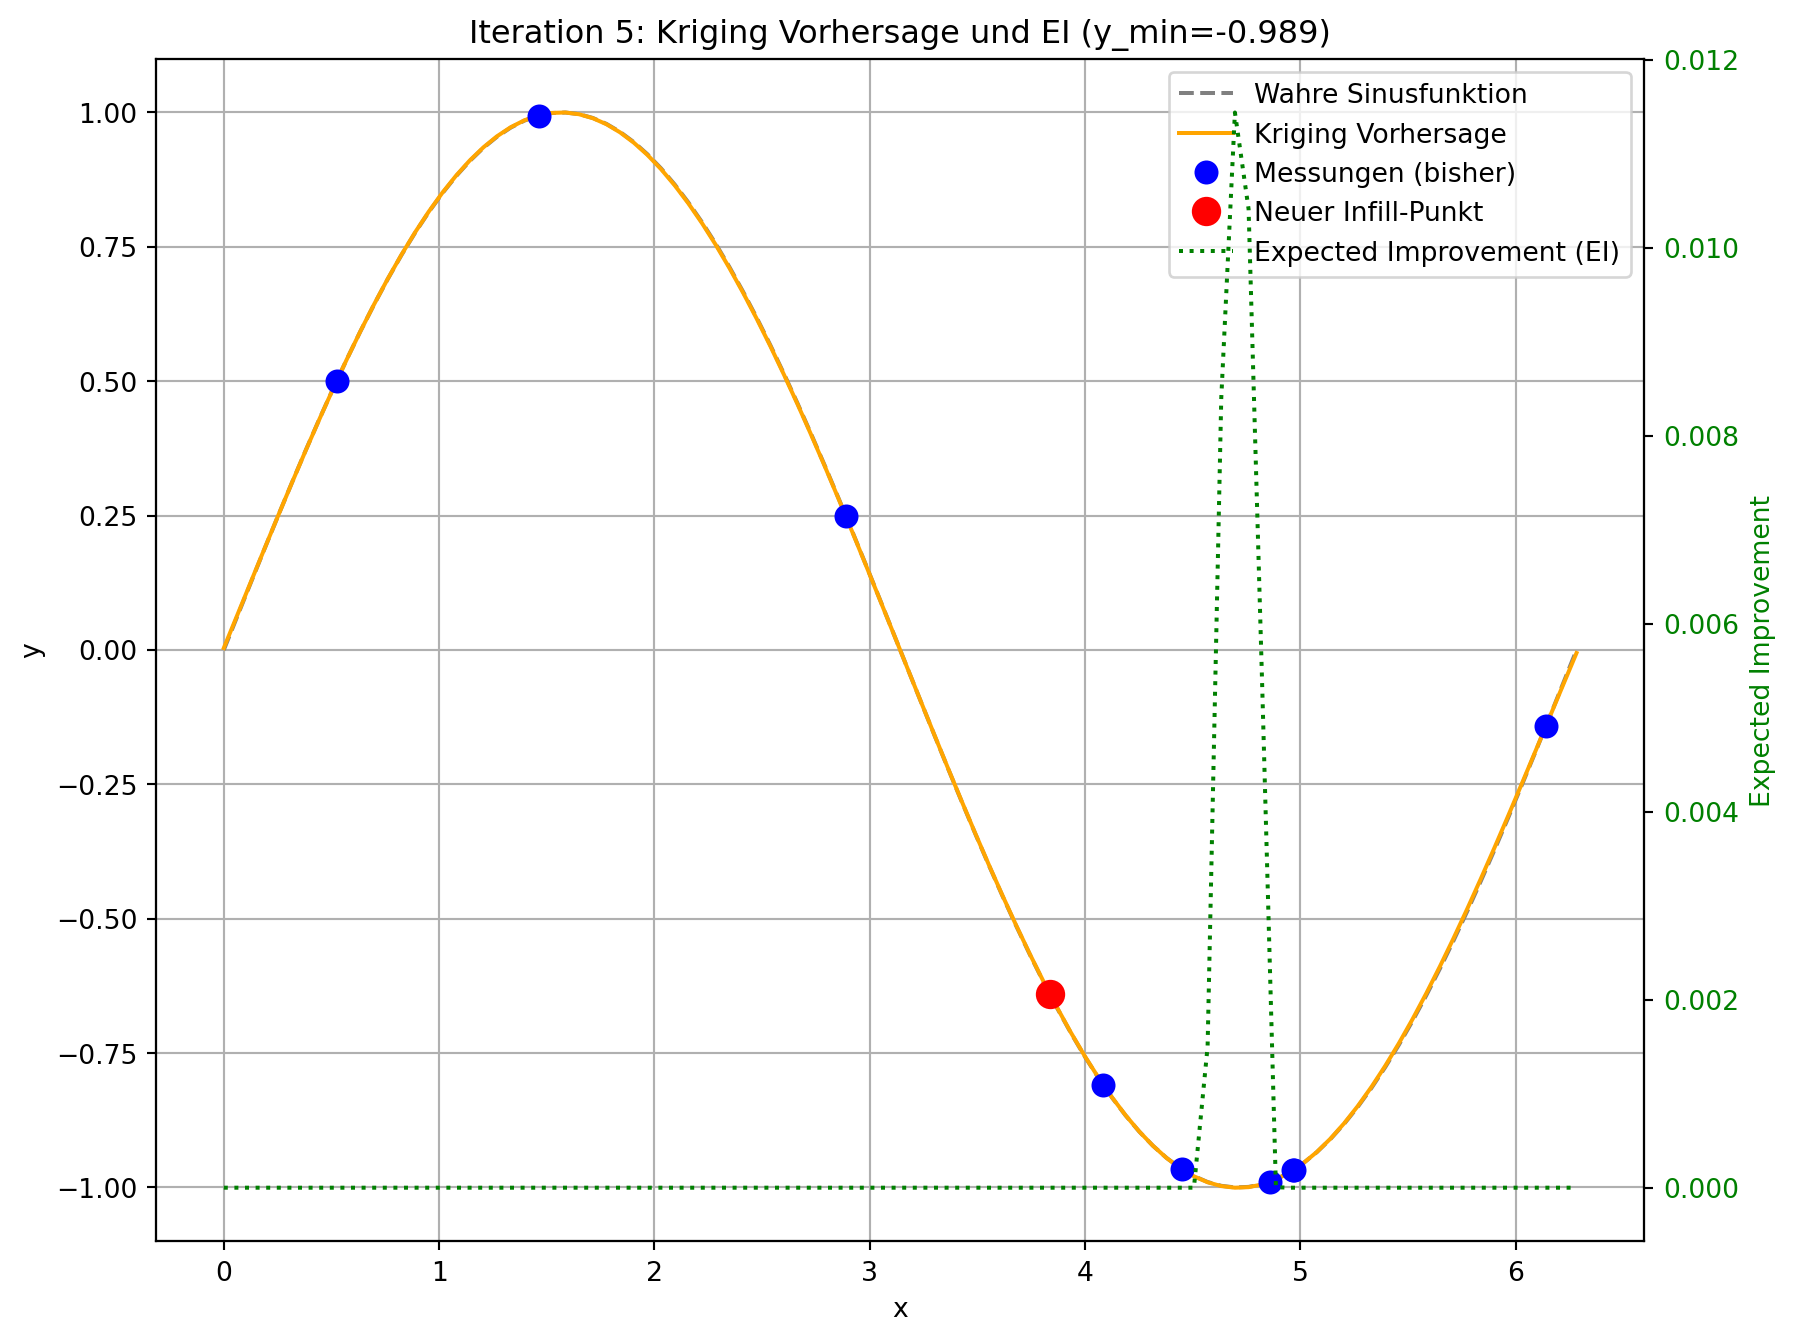 Iteration 5: Kriging Vorhersage und EI (y_min=-0.989)
Wahre Sinusfunktion
Kriging Vorhersage
Messungen (bisher)
Neuer Infill-Punkt
Expected Improvement (EI)
1.00
0.75
0.50
0.25
0.00
−0.25
−0.50
−0.75
−1.00
y
0.012
0.010
0.008
0.006
0.004
0.002
0.000
Expected Improvement
0 1 2 3 4 5 6
x